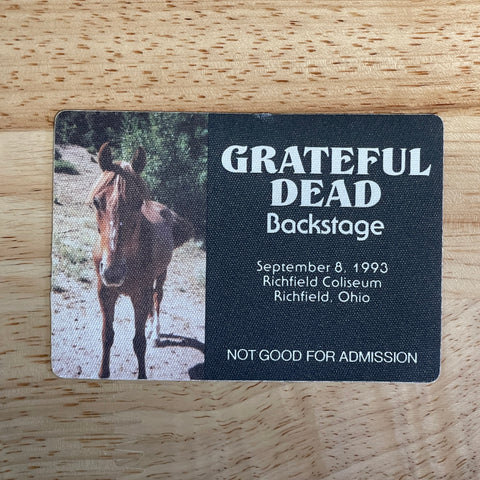 GRATEFUL
DEAD
Backstage
September 8, 1993
Richfield Coliseum
Richfield, Ohio
NOT GOOD FOR ADMISSION